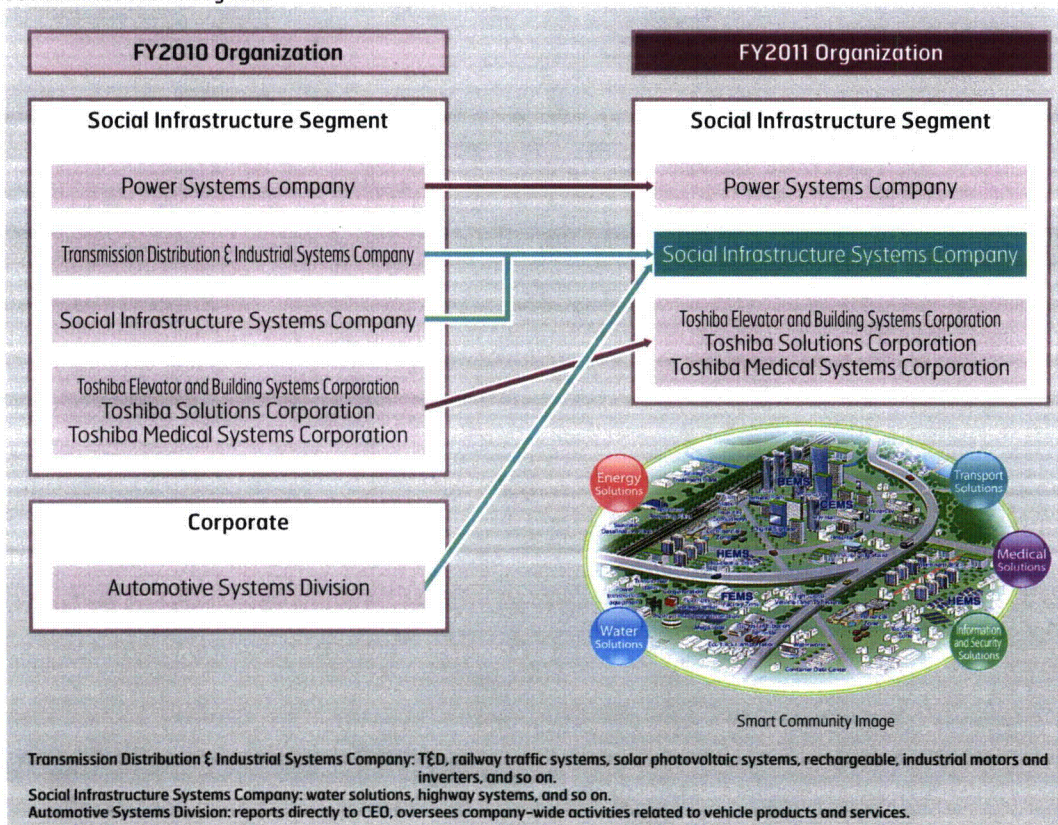 FY2010 Organization
Social Infrastructure Segment
Power Systems Company
Transmission Distribution & Industrial Systems Company
Social Infrastructure Systems Company
Toshiba Elevator and Building Systems Corporation
Toshiba Solutions Corporation
Toshiba Medical Systems Corporation
Corporate
Automotive Systems Division
FY2011 Organization
Social Infrastructure Segment
Power Systems Company
Social Infrastructure Systems Company
Toshiba Elevator and Building Systems Corporation
Toshiba Solutions Corporation
Toshiba Medical Systems Corporation
Energy
Solutions
Transport
Solutions
Medical
Solutions
Water
Solutions
Information
and Security
Solutions
BEMS
CEMS
HEMS
FEMS
HEMS
Container Data Center
Smart Community Image
Transmission Distribution & Industrial Systems Company: T&D, railway traffic systems, solar photovoltaic systems, rechargeable, industrial motors and
inverters, and so on.
Social Infrastructure Systems Company: water solutions, highway systems, and so on.
Automotive Systems Division: reports directly to CEO, oversees company-wide activities related to vehicle products and services.